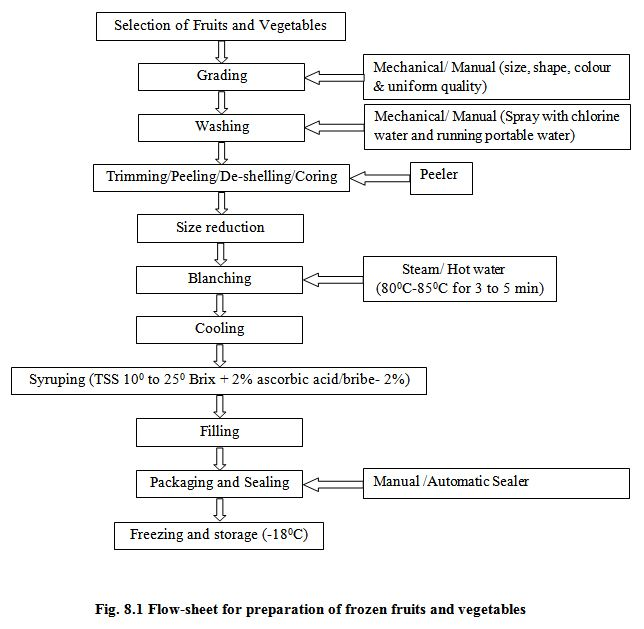 Selection of Fruits and Vegetables
Grading
Mechanical/ Manual (size, shape, colour
& uniform quality)
Washing
Mechanical/ Manual (Spray with chlorine
water and running portable water)
Trimming/Peeling/De-shelling/Coring
Peeler
Size reduction
Blanching
Steam/ Hot water
(80⁰C-85⁰C for 3 to 5 min)
Cooling
Syruping (TSS 10⁰ to 25⁰ Brix + 2% ascorbic acid/bribe- 2%)
Filling
Packaging and Sealing
Manual /Automatic Sealer
Freezing and storage (-18⁰C)
Fig. 8.1 Flow-sheet for preparation of frozen fruits and vegetables